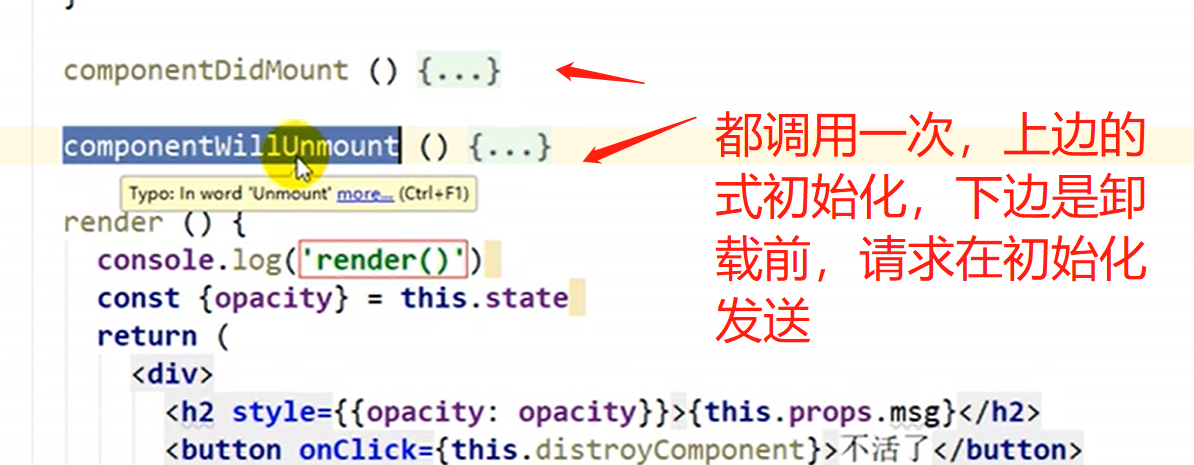 }
componentDidMount () {...}
componentWillUnmount () {...}
Typo: In word 'Unmount' more... (Ctrl+F1)
render () {
console.log('render()')
const {opacity} = this.state
return (
<div>
<h2 style={{opacity: opacity}}>{this.props.msg}</h2>
<button onClick={this.distroyComponent}>不活了</button>
都调用一次，上边的
式初始化，下边是卸
载前，请求在初始化
发送